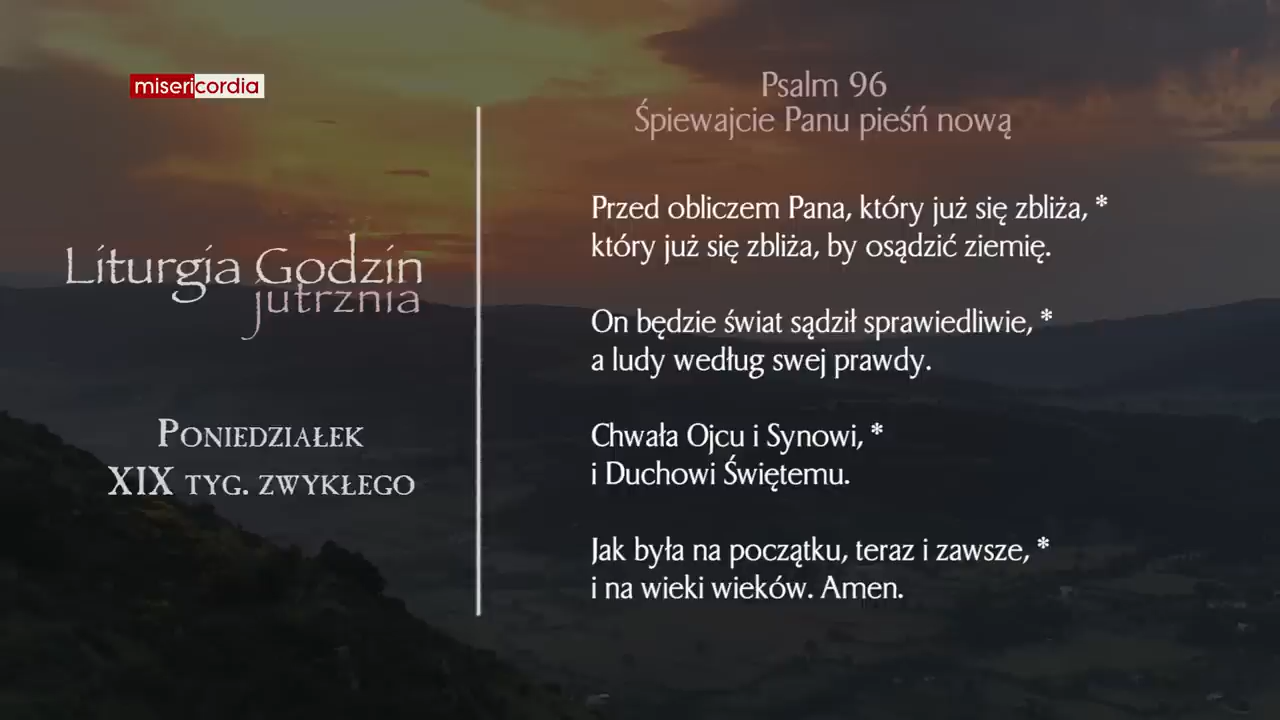 misericordia
Liturgia Godzin
jutrznia
Poniedziałek
XIX tyg. zwykłego
Psalm 96
Śpiewajcie Panu pieśń nową
Przed obliczem Pana, który już się zbliża, *
który już się zbliża, by osądzić ziemię.
On będzie świat sądził sprawiedliwie, *
a ludy według swej prawdy.
Chwała Ojcu i Synowi, *
i Duchowi Świętemu.
Jak była na początku, teraz i zawsze, *
i na wieki wieków. Amen.